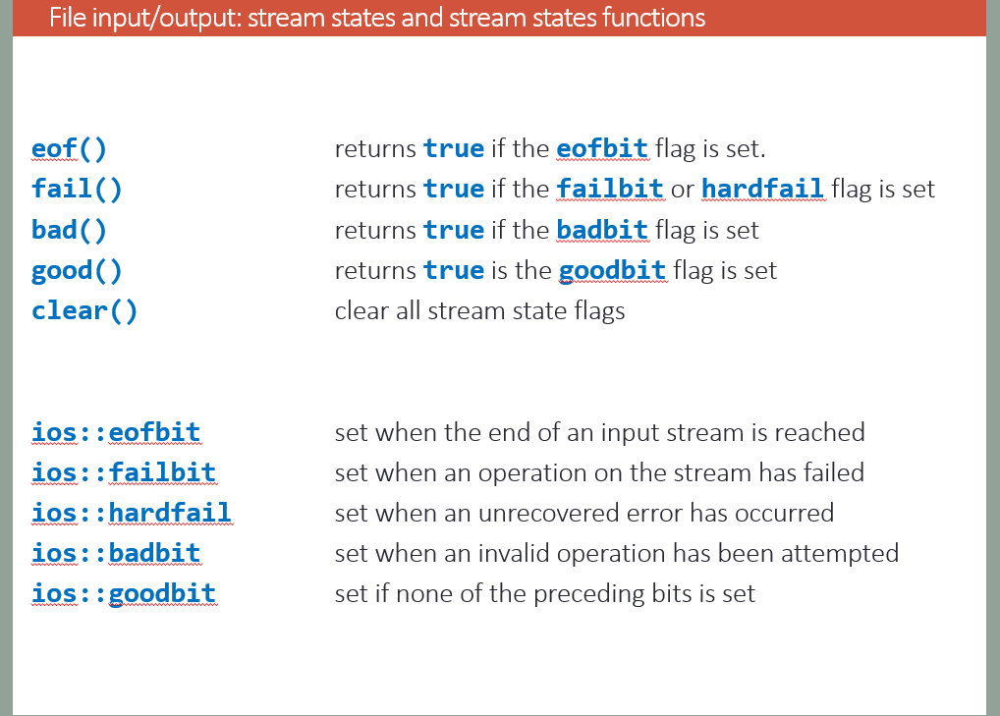 File input/output: stream states and stream states functions
eof() returns true if the eofbit flag is set.
fail() returns true if the failbit or hardfail flag is set
bad() returns true if the badbit flag is set
good() returns true is the goodbit flag is set
clear() clear all stream state flags
ios::eofbit set when the end of an input stream is reached
ios::failbit set when an operation on the stream has failed
ios::hardfail set when an unrecovered error has occurred
ios::badbit set when an invalid operation has been attempted
ios::goodbit set if none of the preceding bits is set